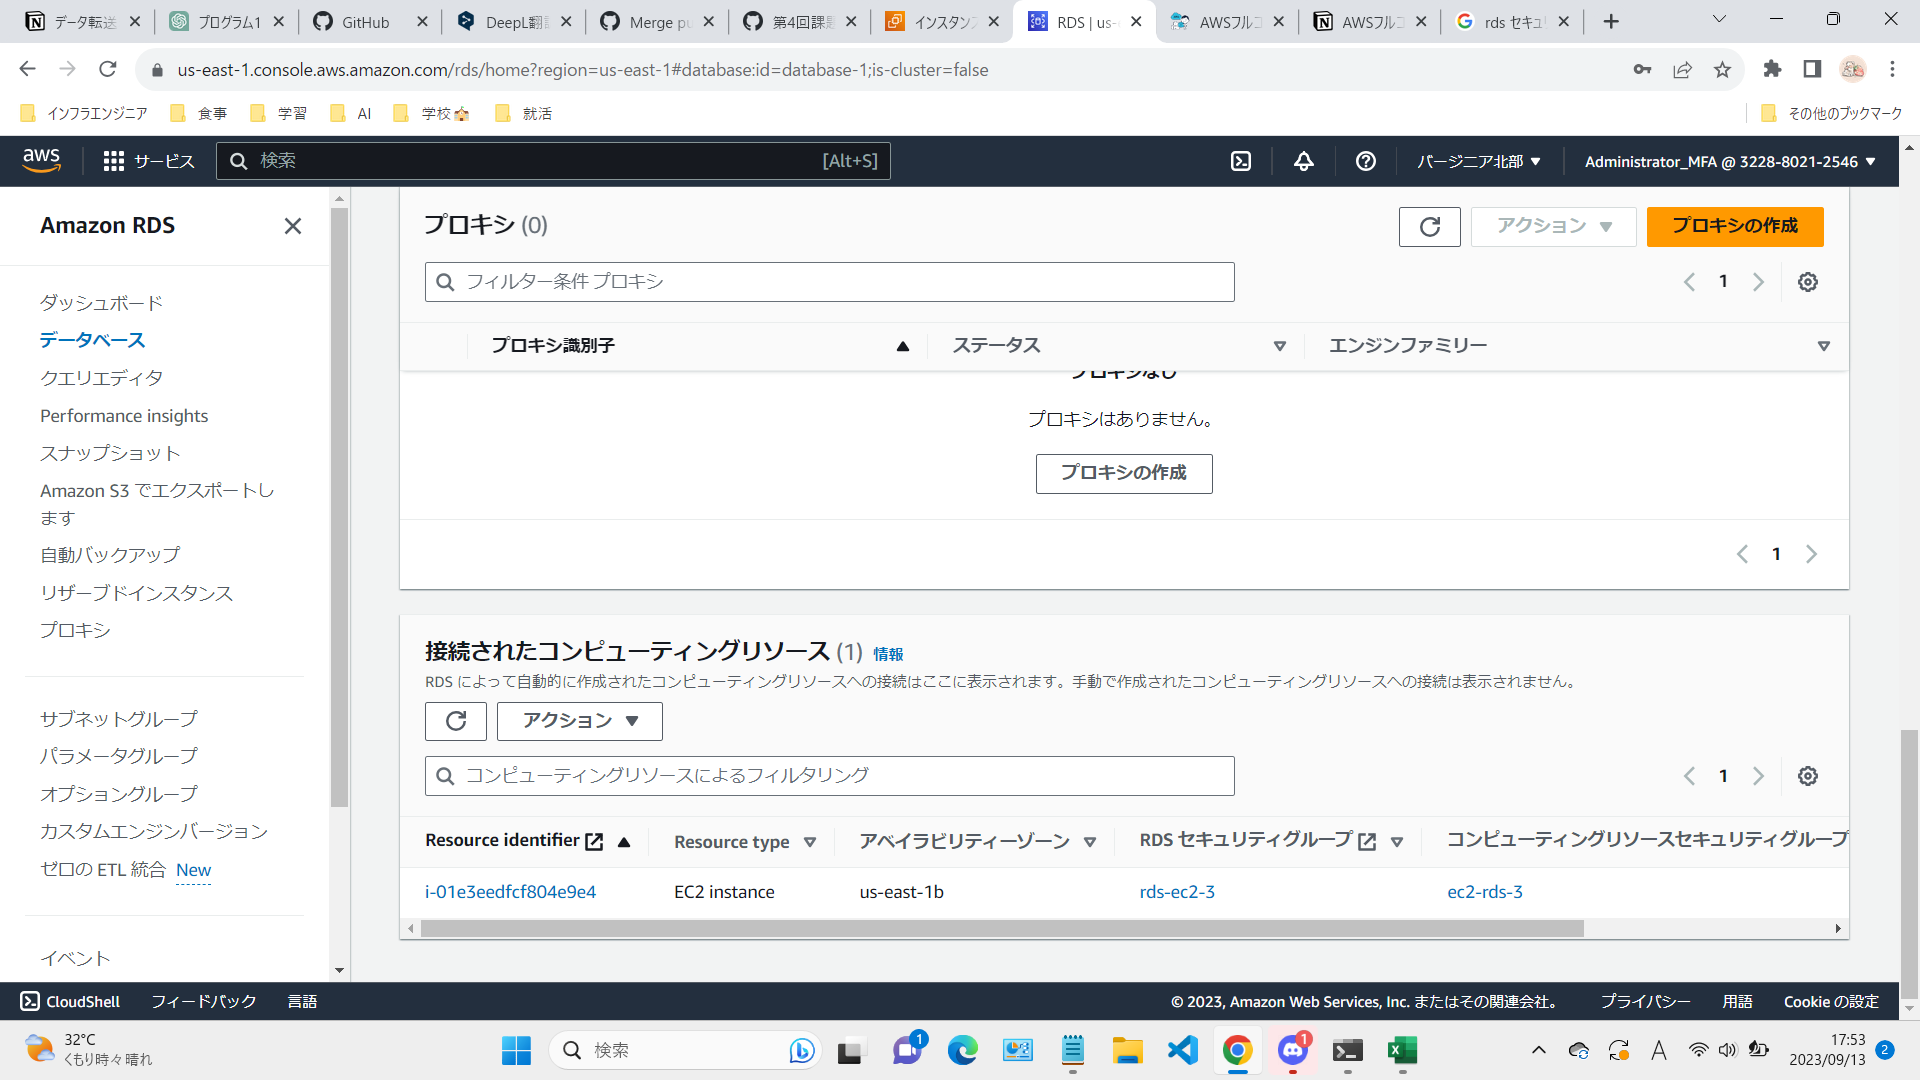 データ転送
プログラム1
GitHub
DeepL翻
Merge pu
第4回課
インスタン
RDS | us-
AWSフルコ
AWSフルコ
rds セキュ
us-east-1.console.aws.amazon.com/rds/home?region=us-east-1#database:id=database-1;is-cluster=false
インフラエンジニア
食事
学習
AI
学校🏫
就活
その他のブックマーク
aws
サービス
検索
[Alt+S]
バージニア北部 ▼
Administrator_MFA @ 3228-8021-2546 ▼
Amazon RDS
ダッシュボード
データベース
クエリエディタ
Performance insights
スナップショット
Amazon S3 でエクスポートし
ます
自動バックアップ
リザーブドインスタンス
プロキシ
サブネットグループ
パラメータグループ
オプショングループ
カスタムエンジンバージョン
ゼロの ETL 統合 New
イベント
プロキシ (0)
アクション ▼
プロキシの作成
フィルター条件 プロキシ
1
プロキシ識別子
ステータス
エンジンファミリー
プロキシなし
プロキシはありません。
プロキシの作成
1
接続されたコンピューティングリソース (1) 情報
RDS によって自動的に作成されたコンピューティングリソースへの接続はここに表示されます。手動で作成されたコンピューティングリソースへの接続は表示されません。
アクション ▼
コンピューティングリソースによるフィルタリング
1
Resource identifier
Resource type
アベイラビリティーゾーン
RDS セキュリティグループ
コンピューティングリソースセキュリティグループ
i-01e3eedfcf804e9e4
EC2 instance
us-east-1b
rds-ec2-3
ec2-rds-3
CloudShell
フィードバック
言語
© 2023, Amazon Web Services, Inc. またはその関連会社。
プライバシー
用語
Cookie の設定
32°C
くもり時々晴れ
検索
1
1
A
17:53
2023/09/13
2